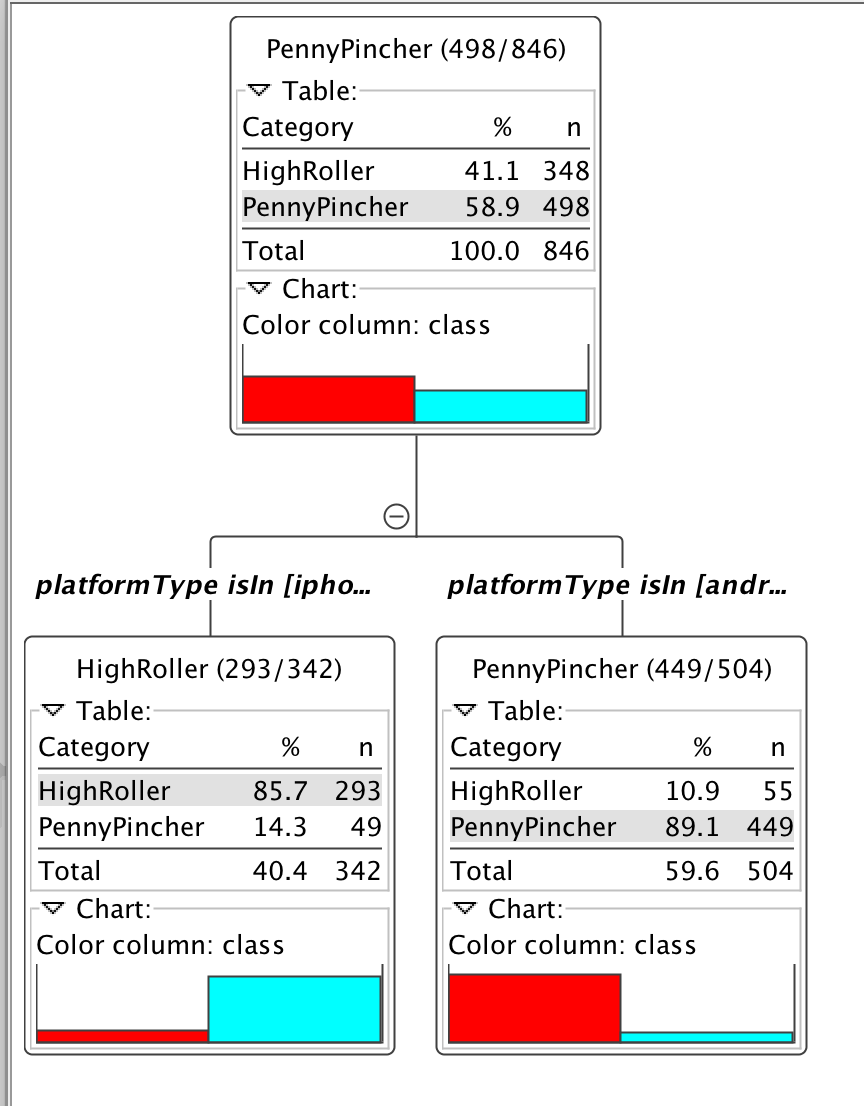 PennyPincher (498/846)
Table:
Category % n
HighRoller 41.1 348
PennyPincher 58.9 498
Total 100.0 846
Chart:
Color column: class
platformType isIn [ipho...
HighRoller (293/342)
Table:
Category % n
HighRoller 85.7 293
PennyPincher 14.3 49
Total 40.4 342
Chart:
Color column: class
platformType isIn [andr...
PennyPincher (449/504)
Table:
Category % n
HighRoller 10.9 55
PennyPincher 89.1 449
Total 59.6 504
Chart:
Color column: class